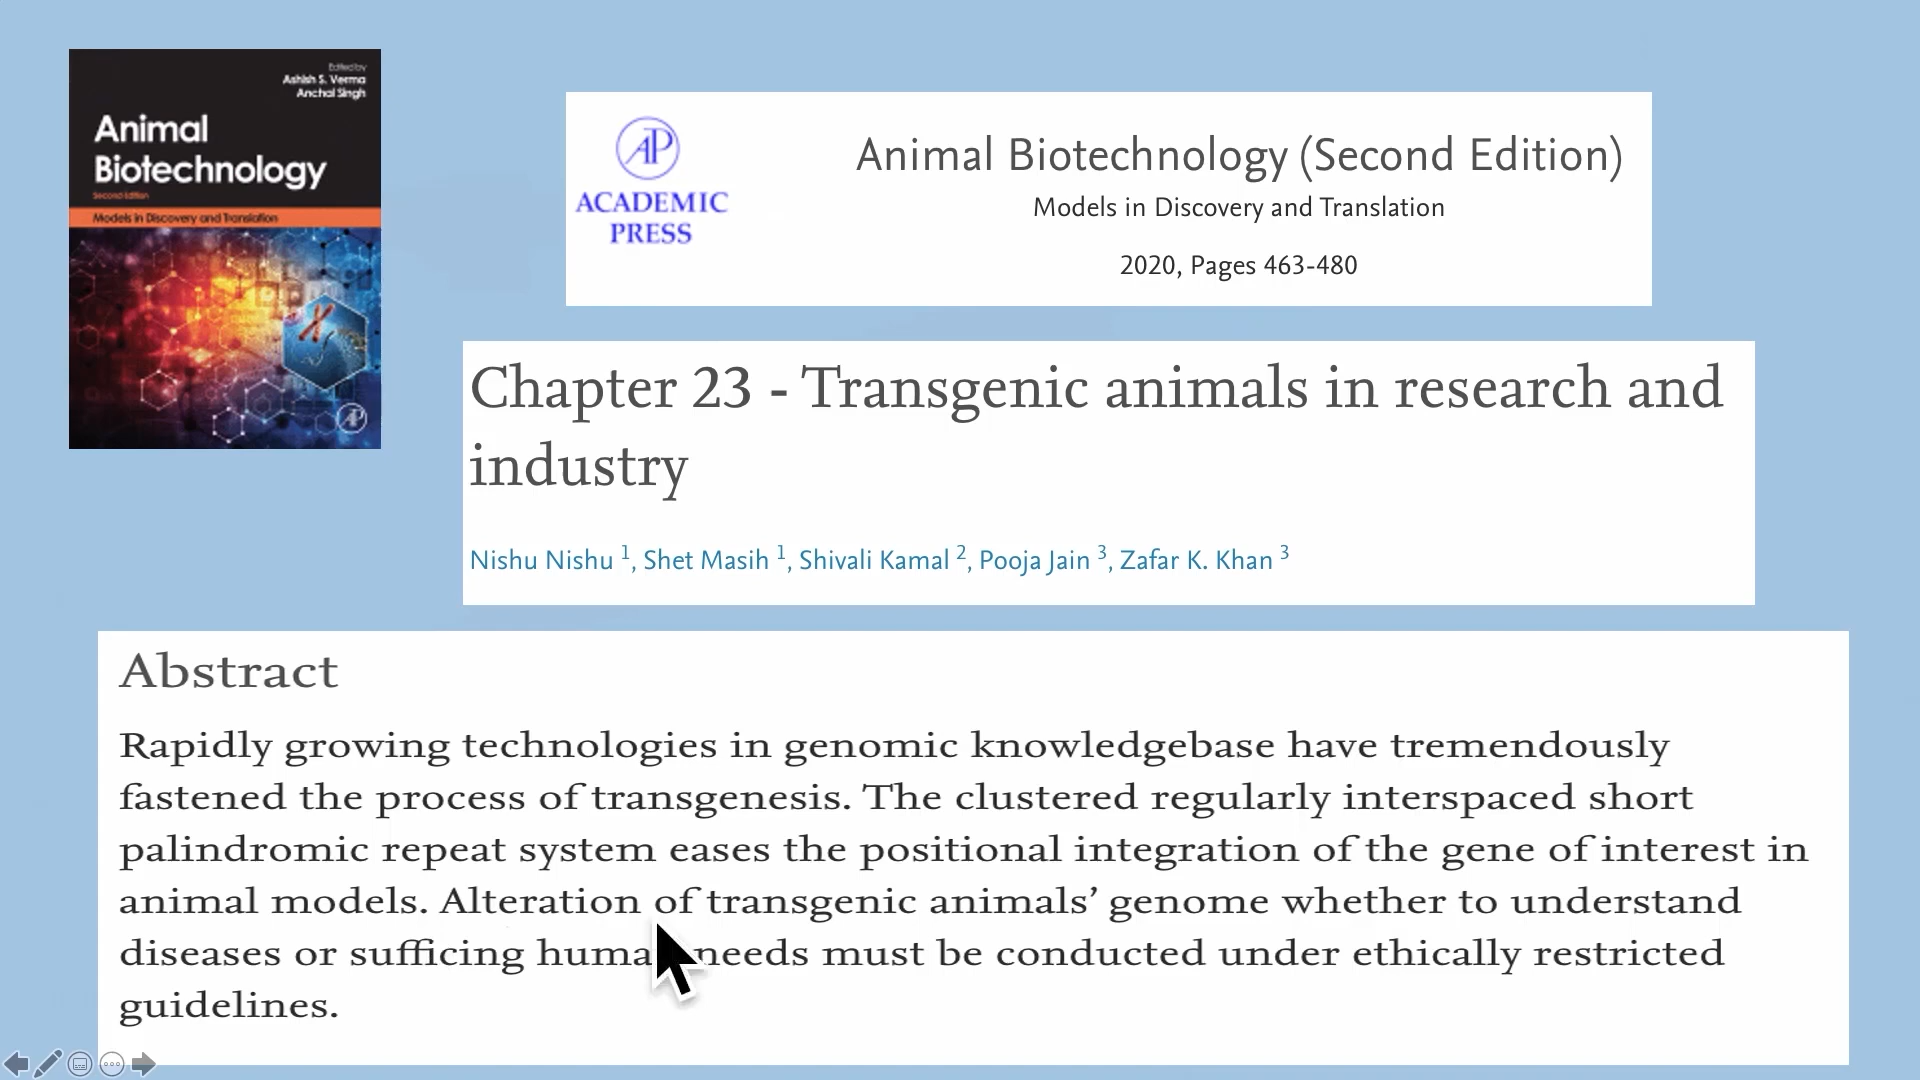 Edited by
Ashish S. Verma
Anchal Singh
Animal
Biotechnology
Second Edition
Models in Discovery and Translation
AP
AP
ACADEMIC
PRESS
Animal Biotechnology (Second Edition)
Models in Discovery and Translation
2020, Pages 463-480
Chapter 23 - Transgenic animals in research and
industry
Nishu Nishu 1, Shet Masih 1, Shivali Kamal 2, Pooja Jain 3, Zafar K. Khan 3
Abstract
Rapidly growing technologies in genomic knowledgebase have tremendously
fastened the process of transgenesis. The clustered regularly interspaced short
palindromic repeat system eases the positional integration of the gene of interest in
animal models. Alteration of transgenic animals’ genome whether to understand
diseases or sufficing human needs must be conducted under ethically restricted
guidelines.